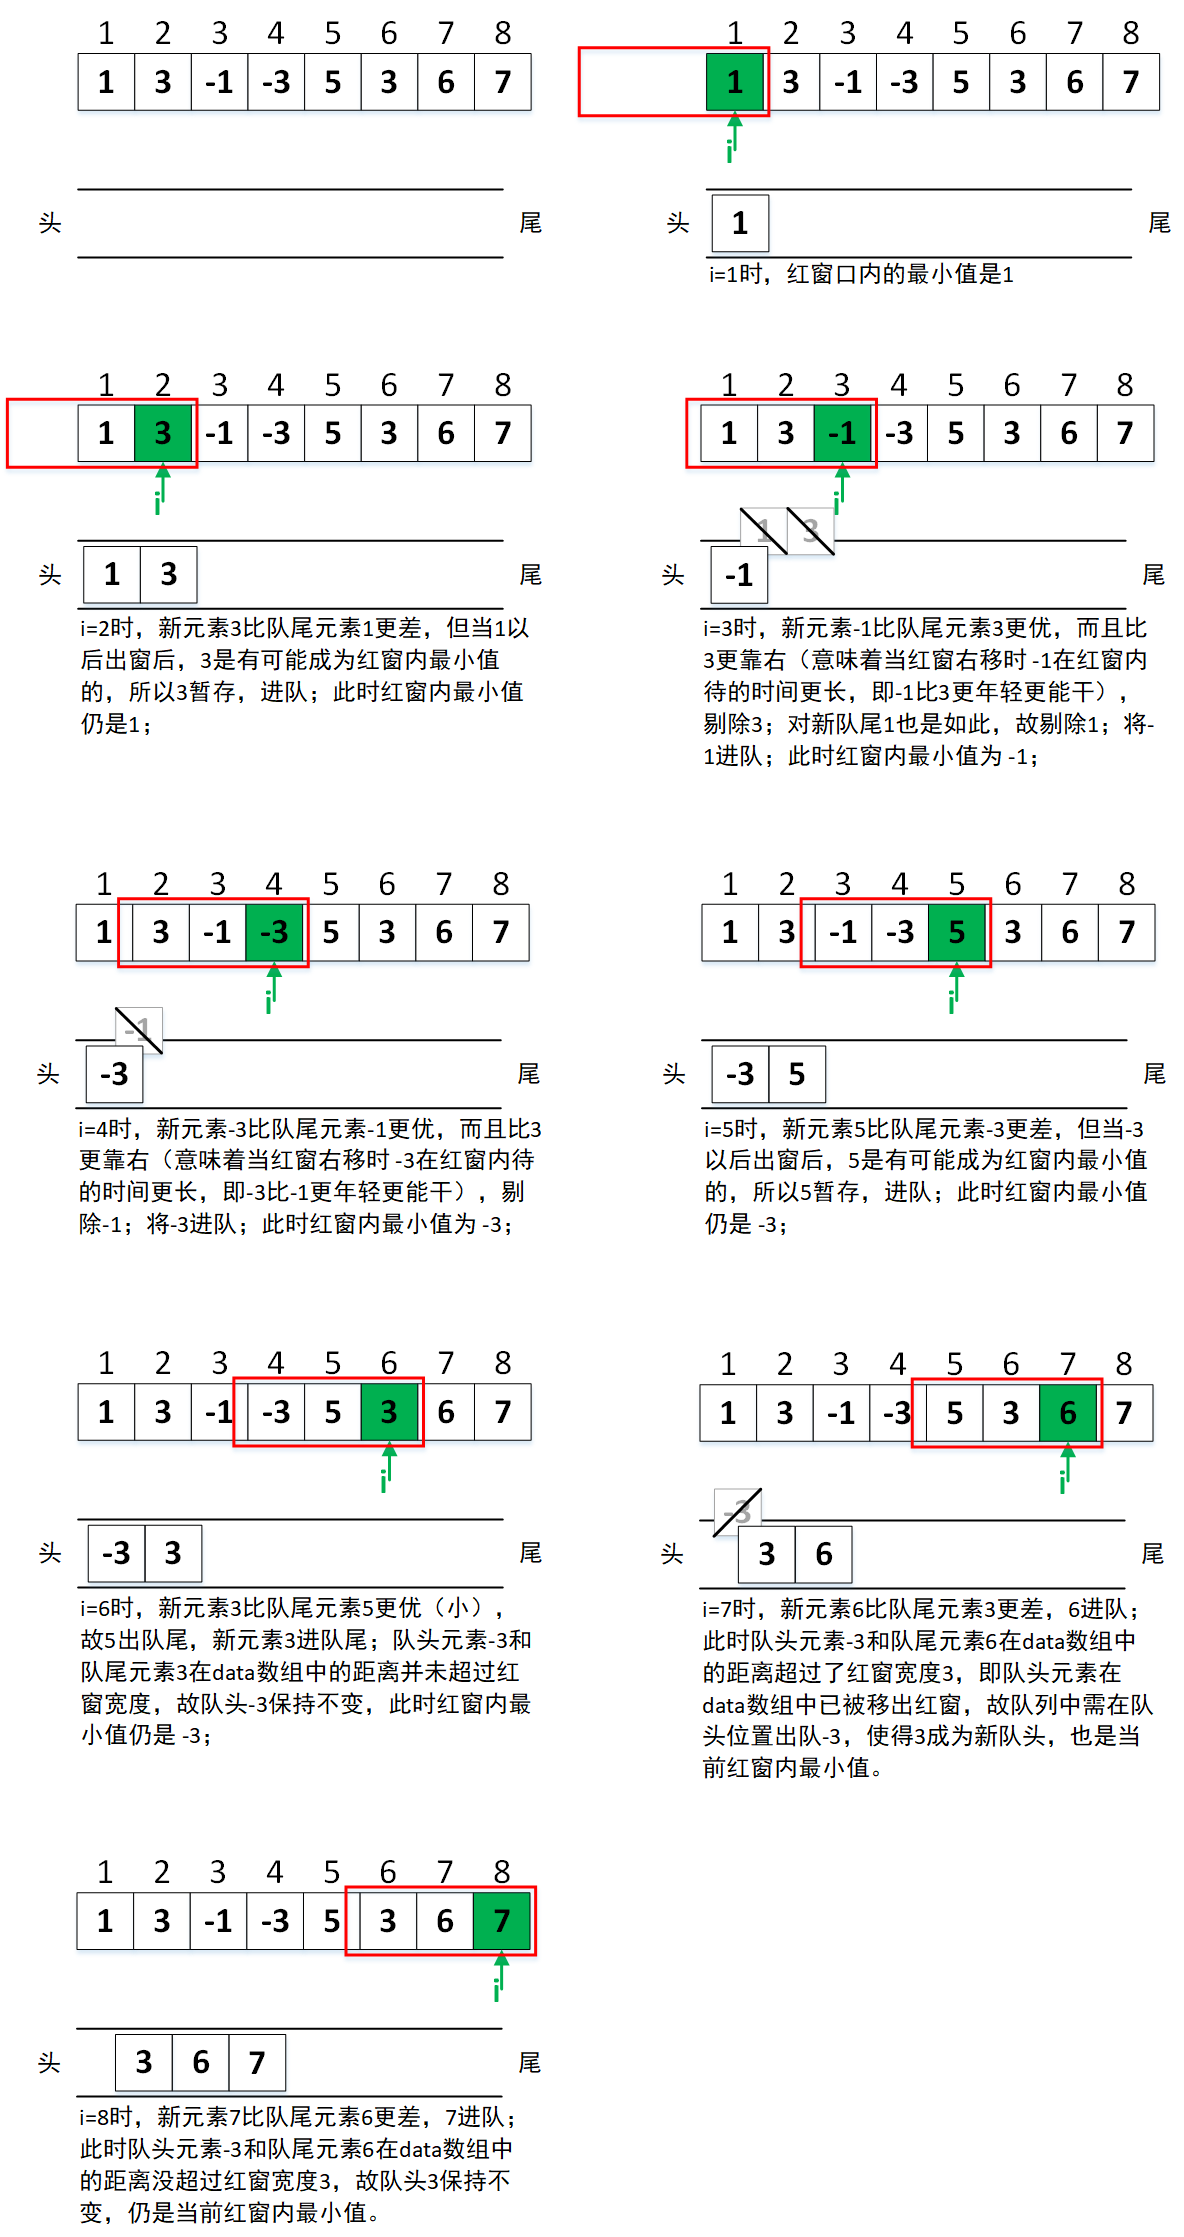 1 2 3 4 5 6 7 8
1 3 -1 -3 5 3 6 7
头 尾
1 2 3 4 5 6 7 8
1 3 -1 -3 5 3 6 7
i
头 1 尾
i=1时，红窗口内的最小值是1
1 2 3 4 5 6 7 8
1 3 -1 -3 5 3 6 7
i
头 1 3 尾
i=2时，新元素3比队尾元素1更差，但当1以
后出窗后，3是有可能成为红窗内最小值
的，所以3暂存，进队；此时红窗内最小值
仍是1；
1 2 3 4 5 6 7 8
1 3 -1 -3 5 3 6 7
i
1 3
头 -1 尾
i=3时，新元素-1比队尾元素3更优，而且比
3更靠右（意味着当红窗右移时 -1在红窗内
待的时间更长，即-1比3更年轻更能干），
剔除3；对新队尾1也是如此，故剔除1；将-
1进队；此时红窗内最小值为 -1；
1 2 3 4 5 6 7 8
1 3 -1 -3 5 3 6 7
i
-1
头 -3 尾
i=4时，新元素-3比队尾元素-1更优，而且比3
更靠右（意味着当红窗右移时 -3在红窗内待
的时间更长，即-3比-1更年轻更能干），剔
除-1；将-3进队；此时红窗内最小值为 -3；
1 2 3 4 5 6 7 8
1 3 -1 -3 5 3 6 7
i
头 -3 5 尾
i=5时，新元素5比队尾元素-3更差，但当-3
以后出窗后，5是有可能成为红窗内最小值
的，所以5暂存，进队；此时红窗内最小值
仍是 -3；
1 2 3 4 5 6 7 8
1 3 -1 -3 5 3 6 7
i
头 -3 3 尾
i=6时，新元素3比队尾元素5更优（小），
故5出队尾，新元素3进队尾；队头元素-3和
队尾元素3在data数组中的距离并未超过红
窗宽度，故队头-3保持不变，此时红窗内最
小值仍是 -3；
1 2 3 4 5 6 7 8
1 3 -1 -3 5 3 6 7
i
-3
头 3 6 尾
i=7时，新元素6比队尾元素3更差，6进队；
此时队头元素-3和队尾元素6在data数组中
的距离超过了红窗宽度3，即队头元素在
data数组中已被移出红窗，故队列中需在队
头位置出队-3，使得3成为新队头，也是当
前红窗内最小值。
1 2 3 4 5 6 7 8
1 3 -1 -3 5 3 6 7
i
头 3 6 7 尾
i=8时，新元素7比队尾元素6更差，7进队；
此时队头元素-3和队尾元素6在data数组中
的距离没超过红窗宽度3，故队头3保持不
变，仍是当前红窗内最小值。